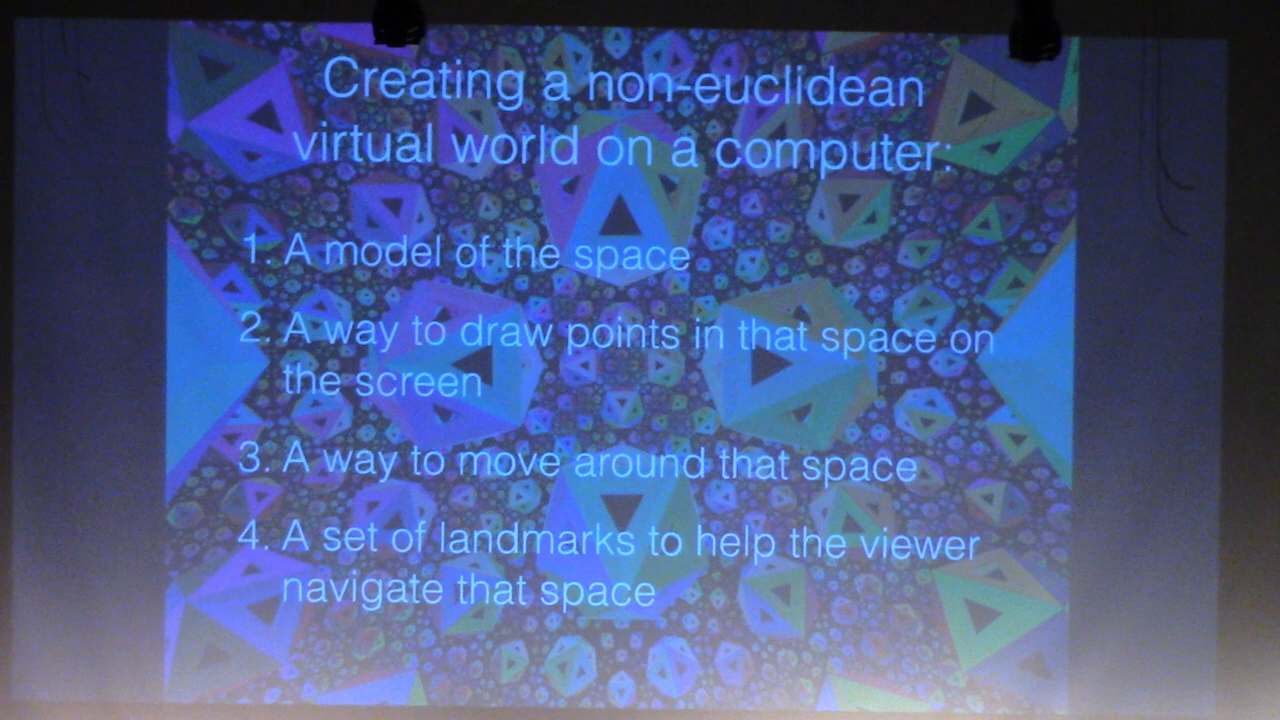 Creating a non-euclidean
virtual world on a computer:
1. A model of the space
2. A way to draw points in that space on
the screen
3. A way to move around that space
4. A set of landmarks to help the viewer
navigate that space